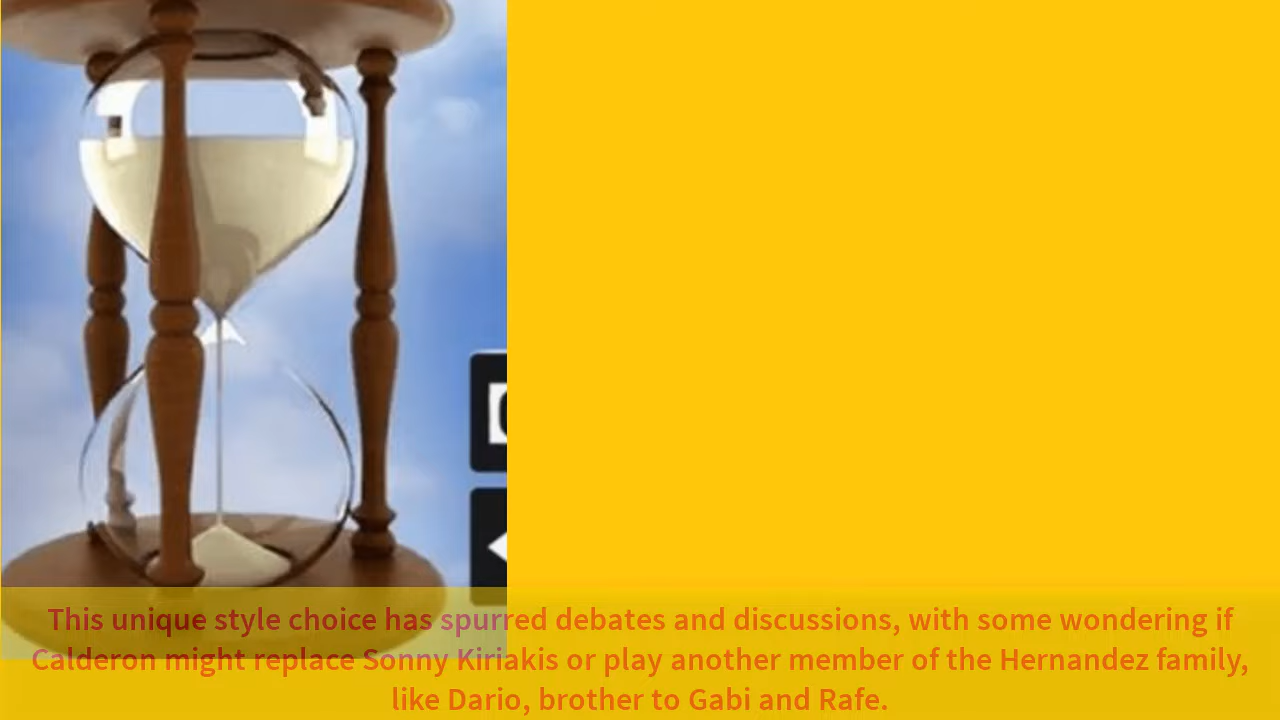 This unique style choice has spurred debates and discussions, with some wondering if
Calderon might replace Sonny Kiriakis or play another member of the Hernandez family,
like Dario, brother to Gabi and Rafe.